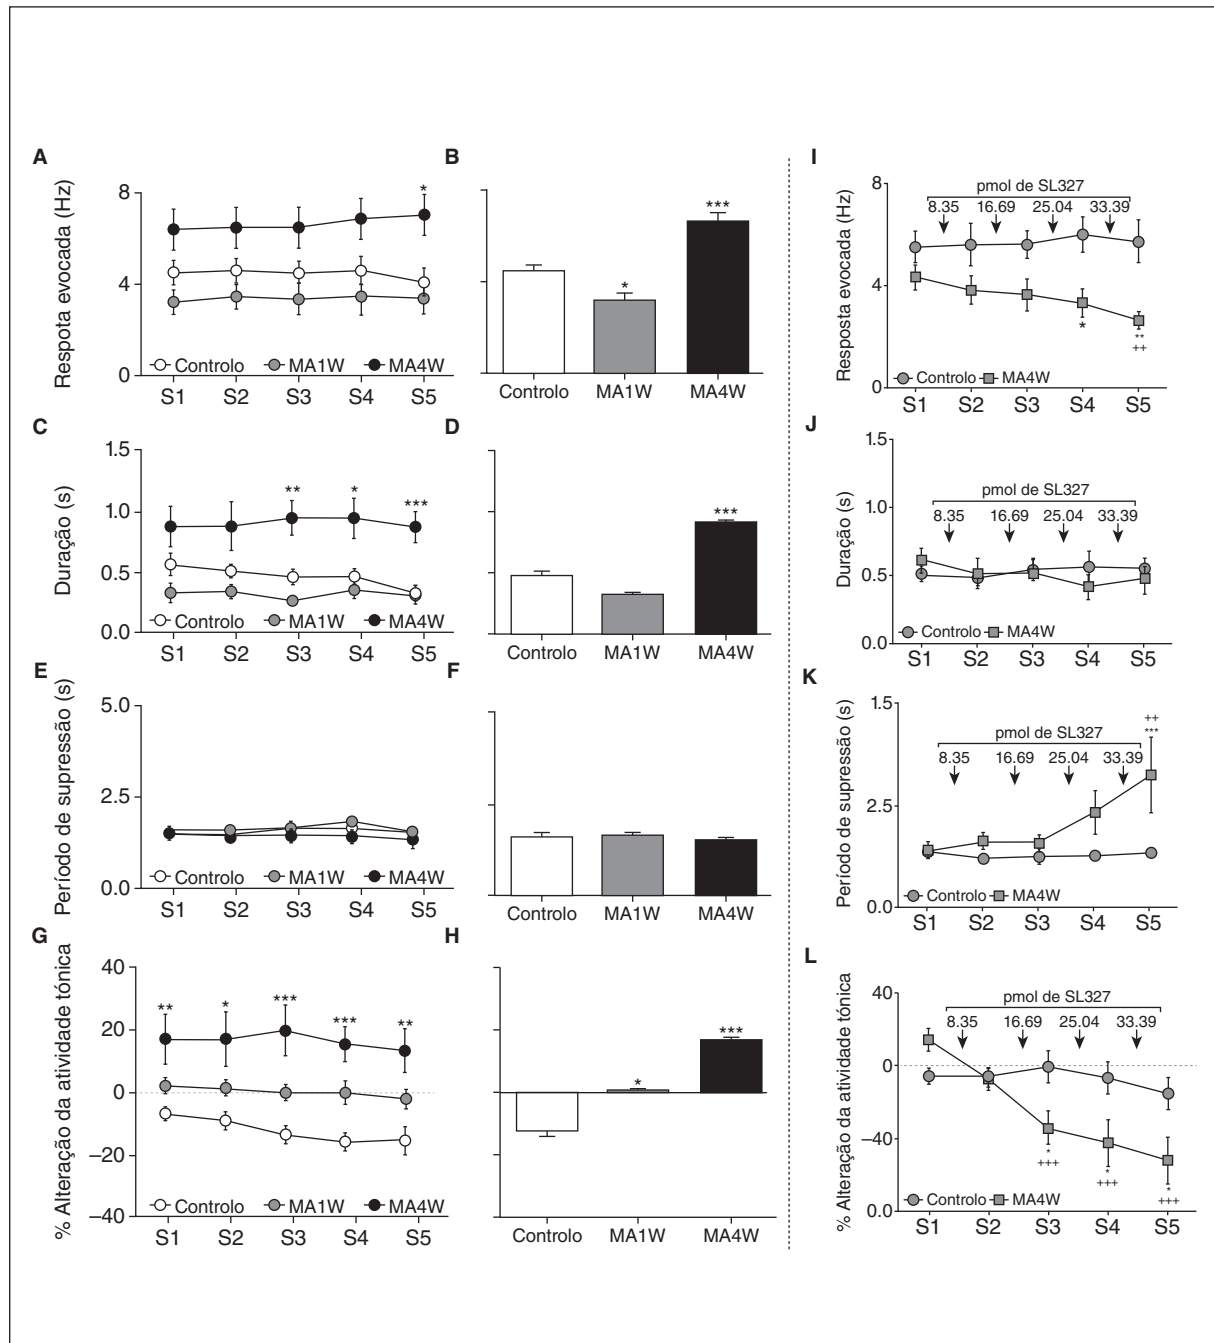 A
Respota evocada (Hz)
8
4
0
*
Controlo MA1W MA4W
S1 S2 S3 S4 S5
B
* ***
Controlo MA1W MA4W
C
Duração (s)
1.5
1.0
0.5
0.0
** * ***
Controlo MA1W MA4W
S1 S2 S3 S4 S5
D
***
Controlo MA1W MA4W
E
Período de supressão (s)
5.0
2.5
0.0
Controlo MA1W MA4W
S1 S2 S3 S4 S5
F
Controlo MA1W MA4W
G
% Alteração da atividade tónica
40
20
0
−20
−40
** * *** *** **
Controlo MA1W MA4W
S1 S2 S3 S4 S5
H
* ***
Controlo MA1W MA4W
I
Resposta evocada (Hz)
8
4
0
pmol de SL327
8.35 16.69 25.04 33.39
*
**
++
Controlo MA4W
S1 S2 S3 S4 S5
J
Duração (s)
1.5
1.0
0.5
0.0
pmol de SL327
8.35 16.69 25.04 33.39
Controlo MA4W
S1 S2 S3 S4 S5
K
Período de supressão (s)
1.5
2.5
0.0
++
***
pmol de SL327
8.35 16.69 25.04 33.39
Controlo MA4W
S1 S2 S3 S4 S5
L
% Alteração da atividade tónica
40
0
−40
−80
0.0
pmol de SL327
8.35 16.69 25.04 33.39
* * *
+++ +++ +++
Controlo MA4W
S1 S2 S3 S4 S5